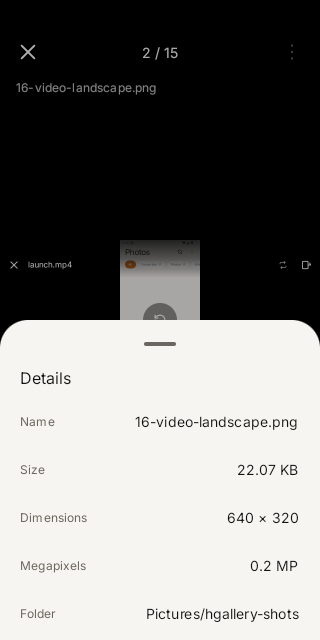 2 / 15
16-video-landscape.png
Photos
launch.mp4
Details
Name
16-video-landscape.png
Size
22.07 KB
Dimensions
640 × 320
Megapixels
0.2 MP
Folder
Pictures/hgallery-shots